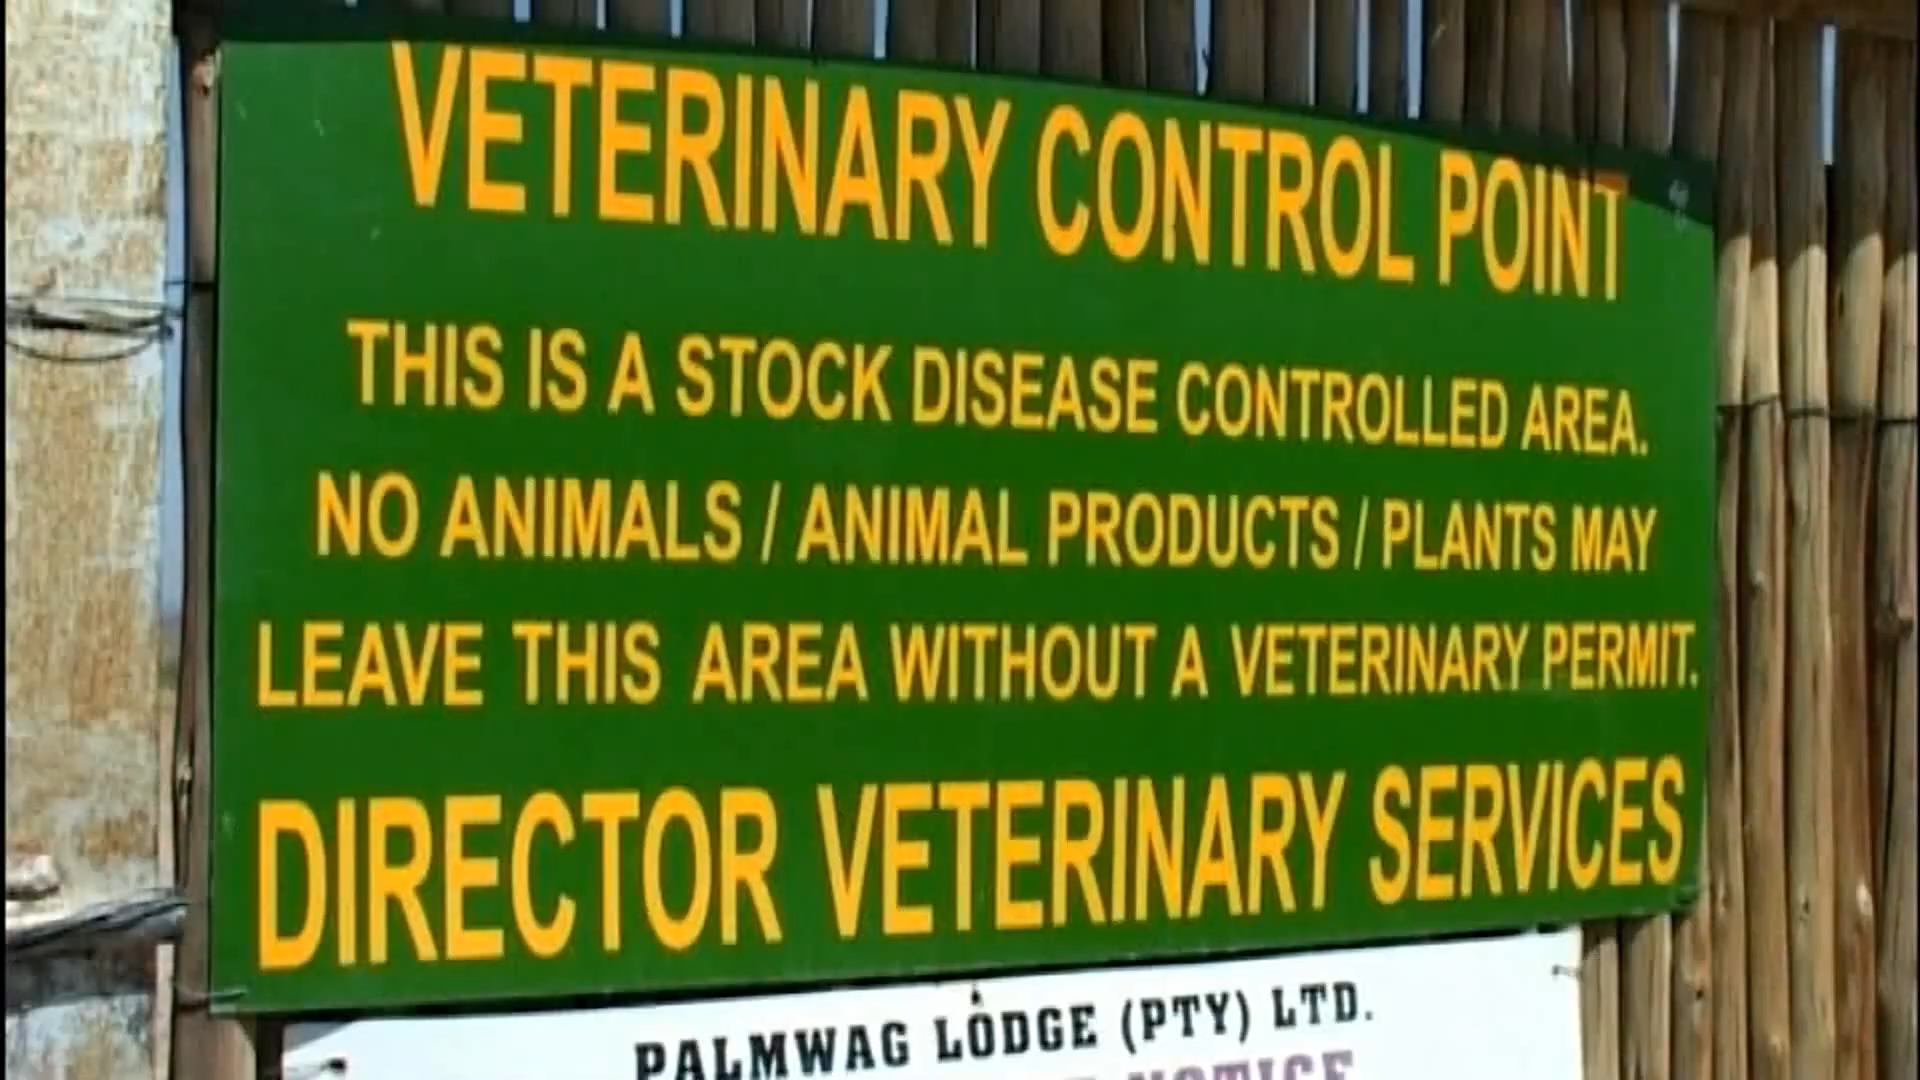 VETERINARY CONTROL POINT
THIS IS A STOCK DISEASE CONTROLLED AREA.
NO ANIMALS / ANIMAL PRODUCTS / PLANTS MAY
LEAVE THIS AREA WITHOUT A VETERINARY PERMIT.
DIRECTOR VETERINARY SERVICES
PALMWAG LODGE (PTY) LTD.
NOTICE